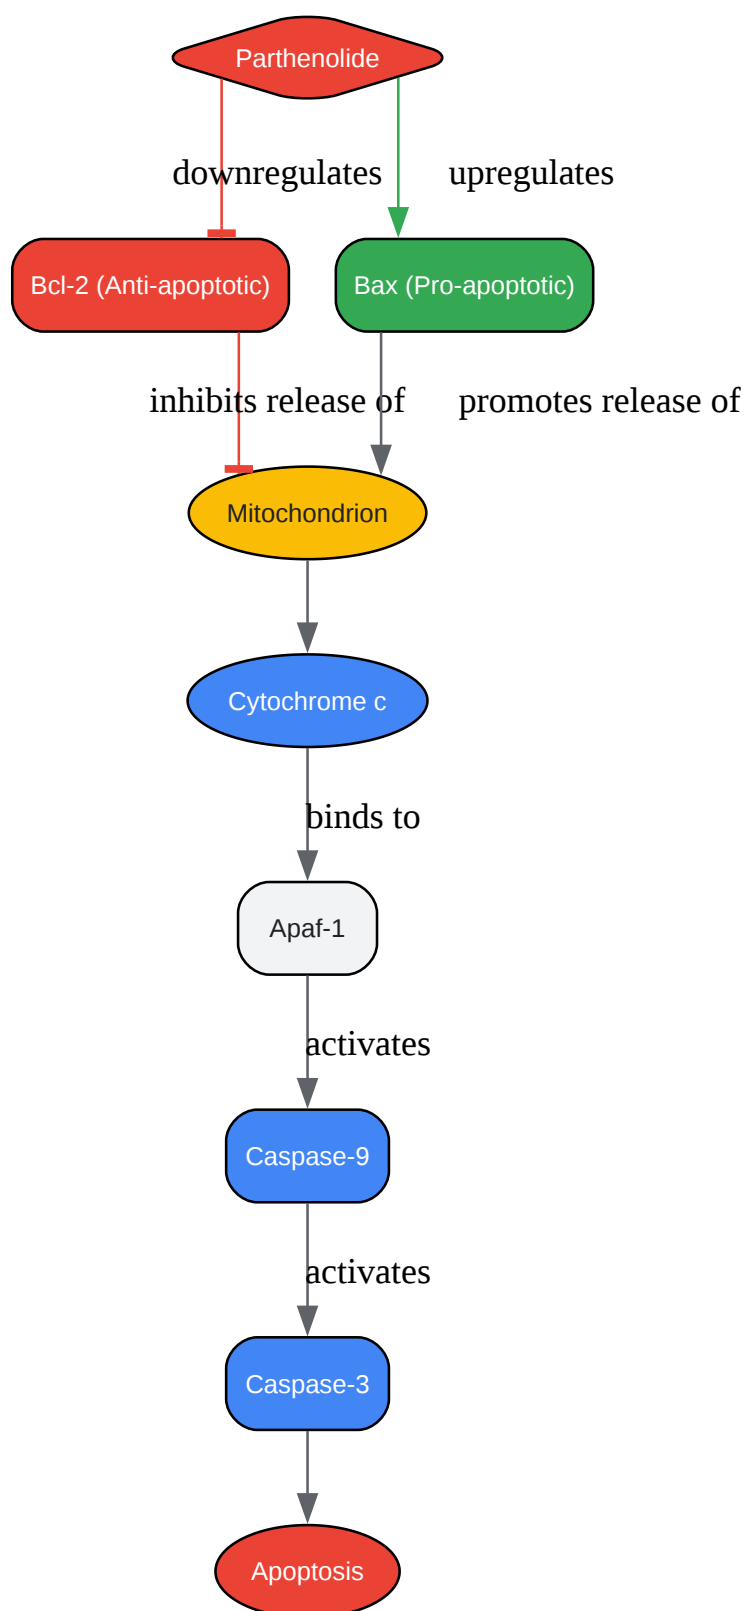 Parthenolide
downregulates
upregulates
Bcl-2 (Anti-apoptotic)
Bax (Pro-apoptotic)
inhibits release of
promotes release of
Mitochondrion
Cytochrome c
binds to
Apaf-1
activates
Caspase-9
activates
Caspase-3
Apoptosis